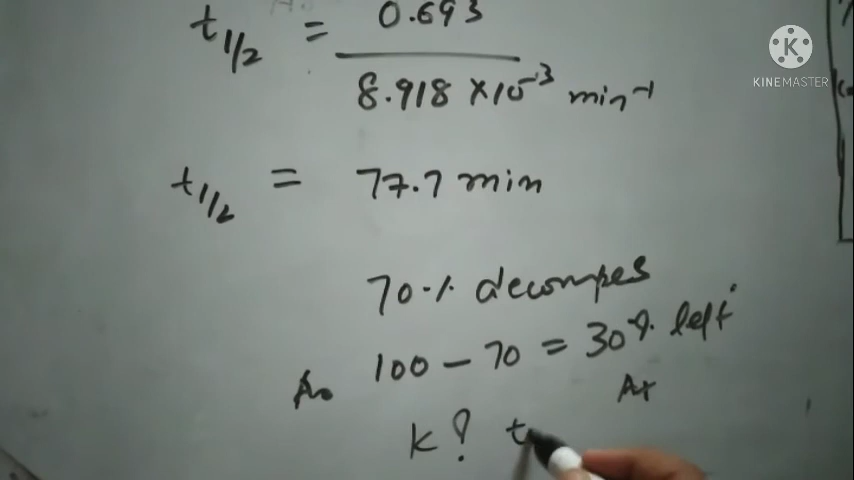 K
KINEMASTER
t1/2 = 0.693
8.918 ×10⁻³ min⁻¹
t1/2 = 77.7 min
70% decompes
100 – 70 = 30% left
A₀ At
K? t